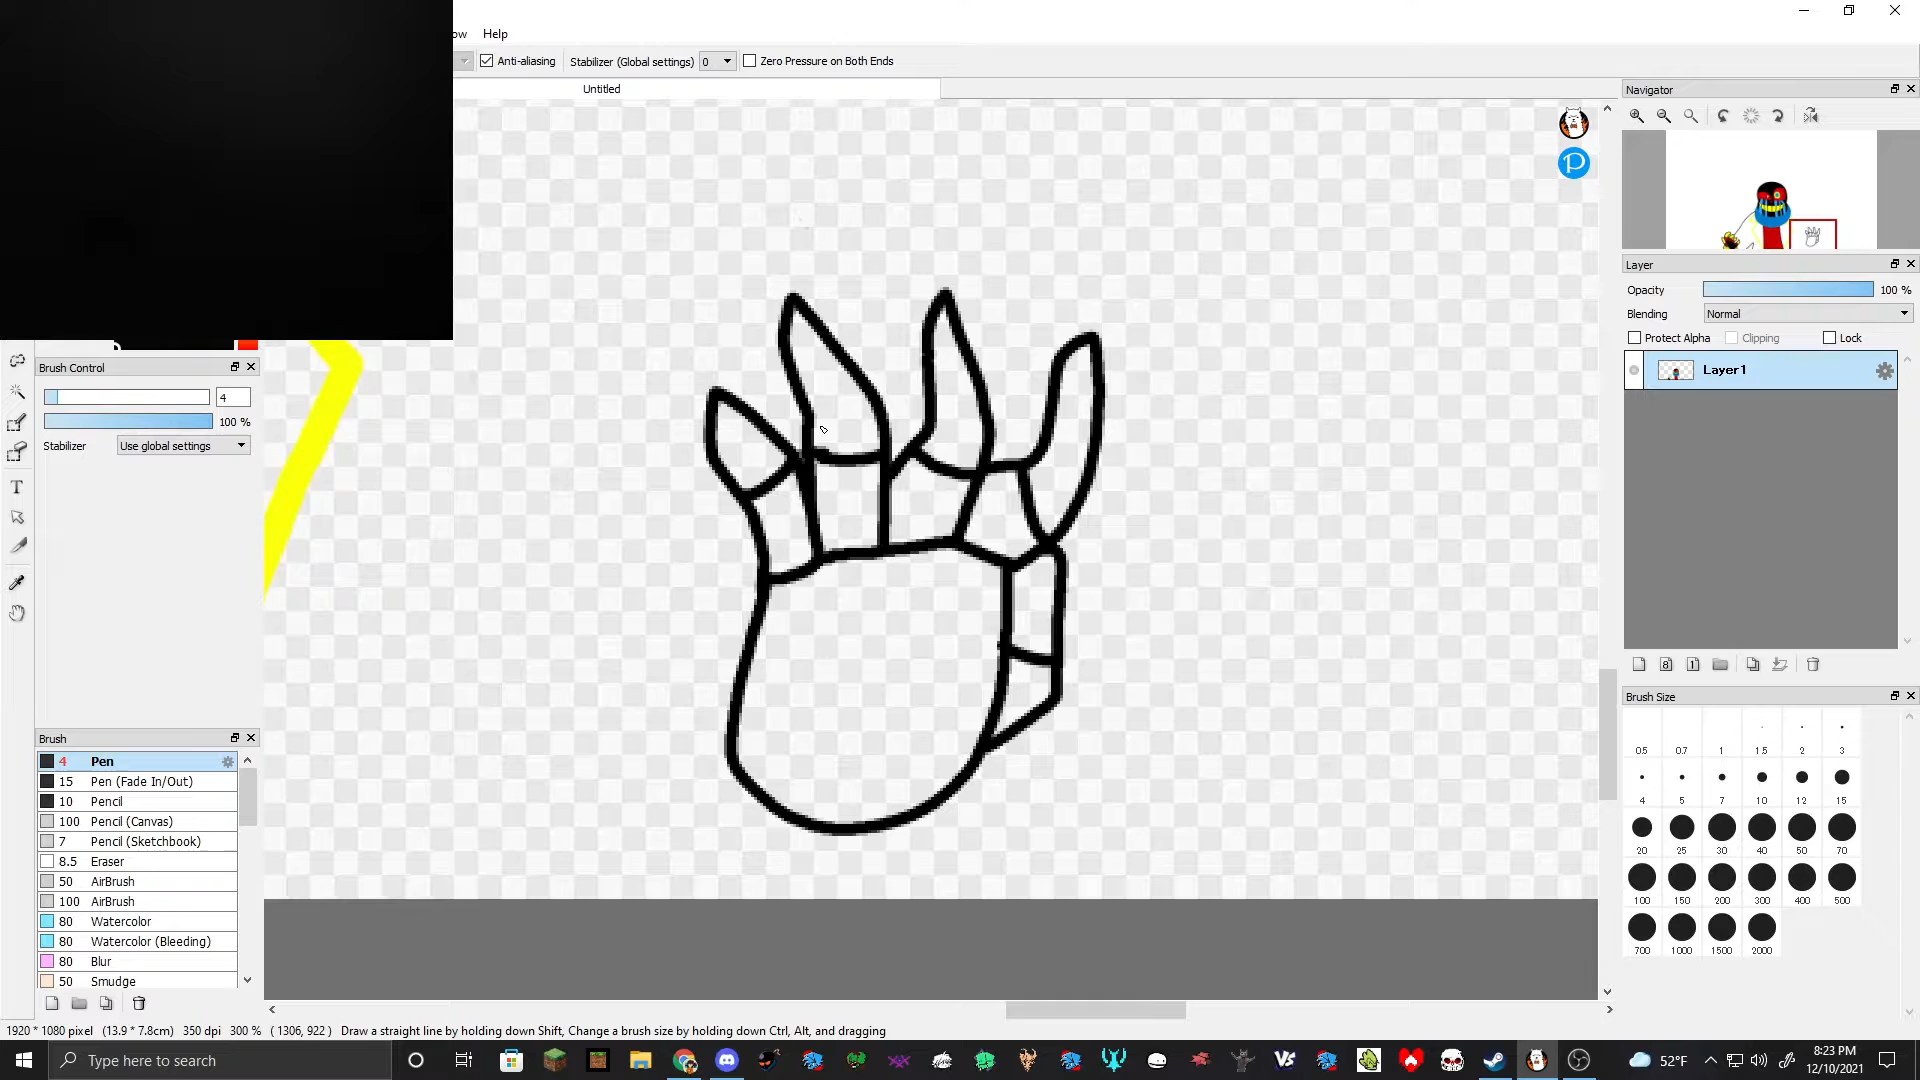 ow Help
Anti-aliasing Stabilizer (Global settings) 0 Zero Pressure on Both Ends
Untitled
Navigator
Layer
Opacity 100 %
Blending Normal
Protect Alpha Clipping Lock
Layer1
Brush Control
4
100 %
Stabilizer Use global settings
T
Brush
4 Pen
15 Pen (Fade In/Out)
10 Pencil
100 Pencil (Canvas)
7 Pencil (Sketchbook)
8.5 Eraser
50 AirBrush
100 AirBrush
80 Watercolor
80 Watercolor (Bleeding)
80 Blur
50 Smudge
Brush Size
0.5 0.7 1 1.5 2 3
4 5 7 10 12 15
20 25 30 40 50 70
100 150 200 300 400 500
700 1000 1500 2000
1920 * 1080 pixel (13.9 * 7.8cm) 350 dpi 300 % ( 1306, 922 ) Draw a straight line by holding down Shift, Change a brush size by holding down Ctrl, Alt, and dragging
Type here to search
VS
52°F
8:23 PM
12/10/2021